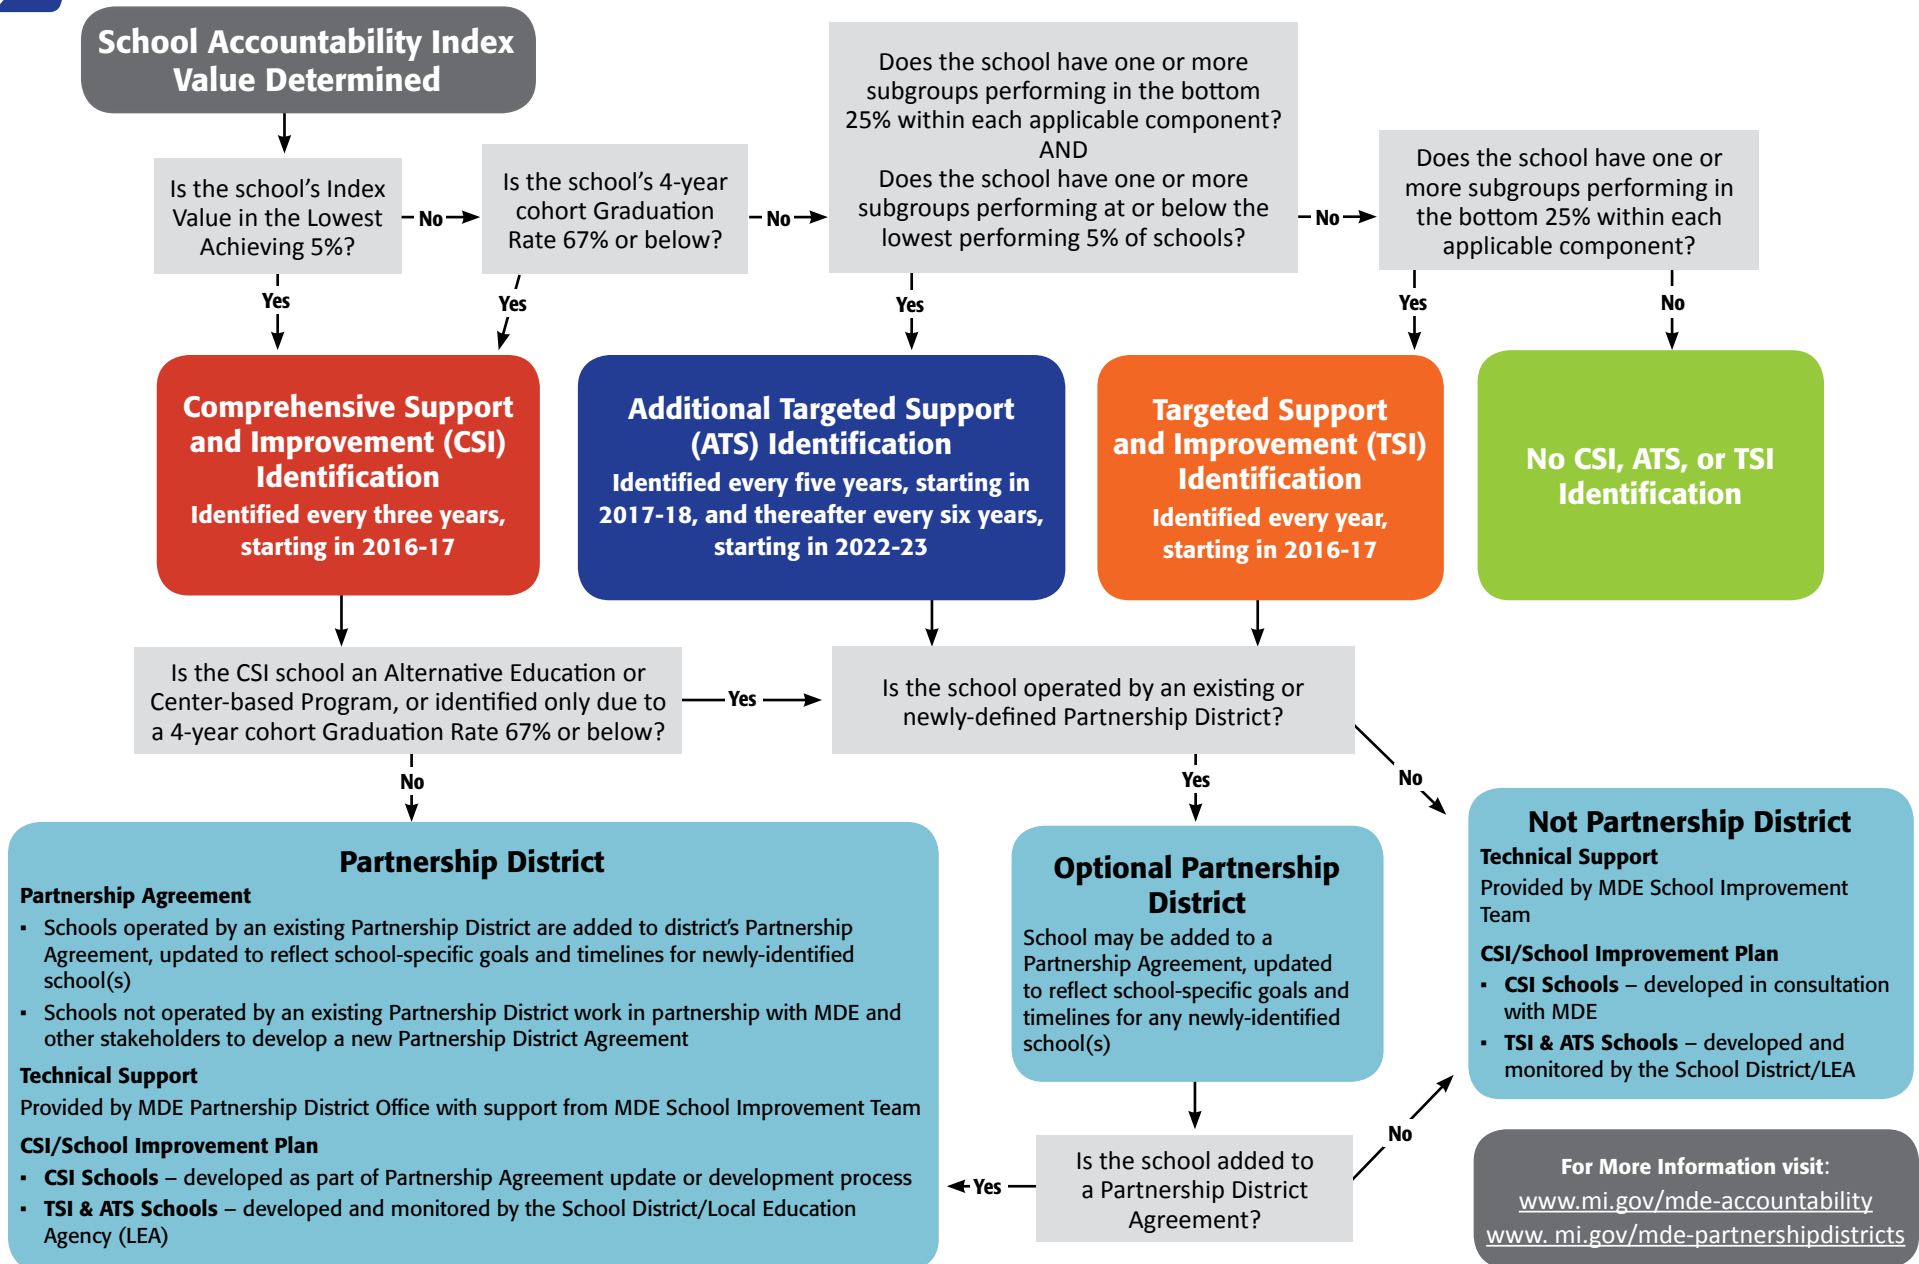 School Accountability Index
Value Determined
Is the school's Index
Value in the Lowest
Achieving 5%?
No
Is the school's 4-year
cohort Graduation
Rate 67% or below?
No
Does the school have one or more
subgroups performing in the bottom
25% within each applicable component?
AND
Does the school have one or more
subgroups performing at or below the
lowest performing 5% of schools?
No
Does the school have one or
more subgroups performing in
the bottom 25% within each
applicable component?
Yes
Yes
Yes
Yes
No
Comprehensive Support
and Improvement (CSI)
Identification
Identified every three years,
starting in 2016-17
Additional Targeted Support
(ATS) Identification
Identified every five years, starting in
2017-18, and thereafter every six years,
starting in 2022-23
Targeted Support
and Improvement (TSI)
Identification
Identified every year,
starting in 2016-17
No CSI, ATS, or TSI
Identification
Is the CSI school an Alternative Education or
Center-based Program, or identified only due to
a 4-year cohort Graduation Rate 67% or below?
Yes
Is the school operated by an existing or
newly-defined Partnership District?
No
Yes
No
Partnership District
Partnership Agreement
▪ Schools operated by an existing Partnership District are added to district's Partnership
Agreement, updated to reflect school-specific goals and timelines for newly-identified
school(s)
▪ Schools not operated by an existing Partnership District work in partnership with MDE and
other stakeholders to develop a new Partnership District Agreement
Technical Support
Provided by MDE Partnership District Office with support from MDE School Improvement Team
CSI/School Improvement Plan
▪ CSI Schools – developed as part of Partnership Agreement update or development process
▪ TSI & ATS Schools – developed and monitored by the School District/Local Education
Agency (LEA)
Optional Partnership
District
School may be added to a
Partnership Agreement, updated
to reflect school-specific goals and
timelines for any newly-identified
school(s)
Is the school added to
a Partnership District
Agreement?
Yes
No
Not Partnership District
Technical Support
Provided by MDE School Improvement
Team
CSI/School Improvement Plan
▪ CSI Schools – developed in consultation
with MDE
▪ TSI & ATS Schools – developed and
monitored by the School District/LEA
For More Information visit:
www.mi.gov/mde-accountability
www. mi.gov/mde-partnershipdistricts